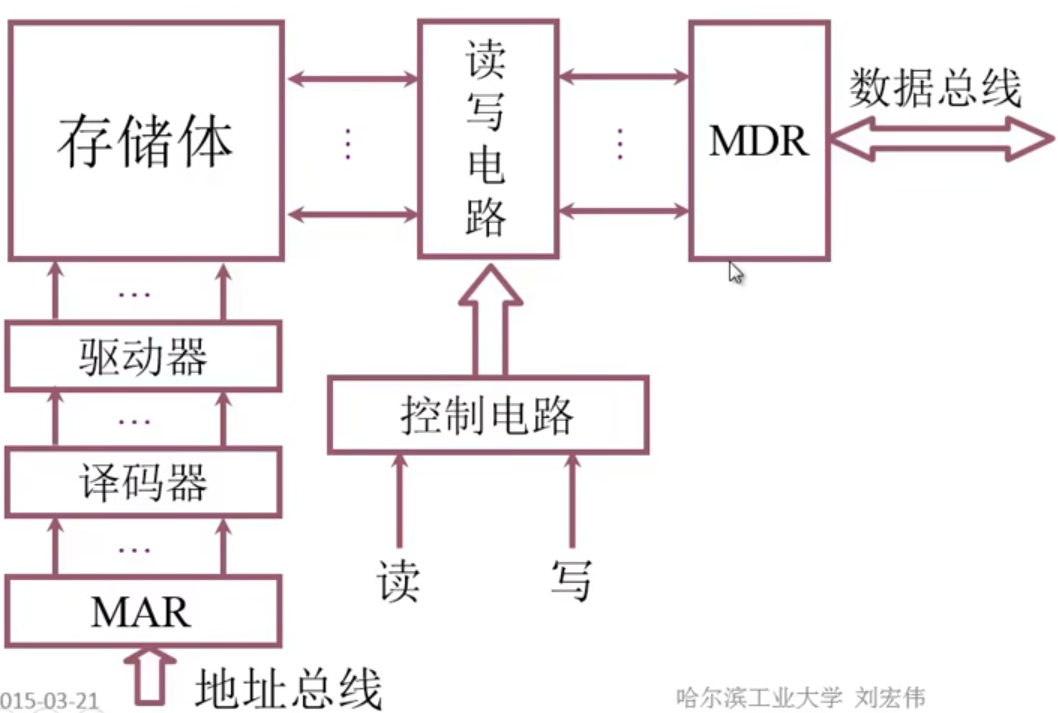 存储体
读写电路
MDR
数据总线
驱动器
控制电路
译码器
读
写
MAR
地址总线
015-03-21
哈尔滨工业大学 刘宏伟